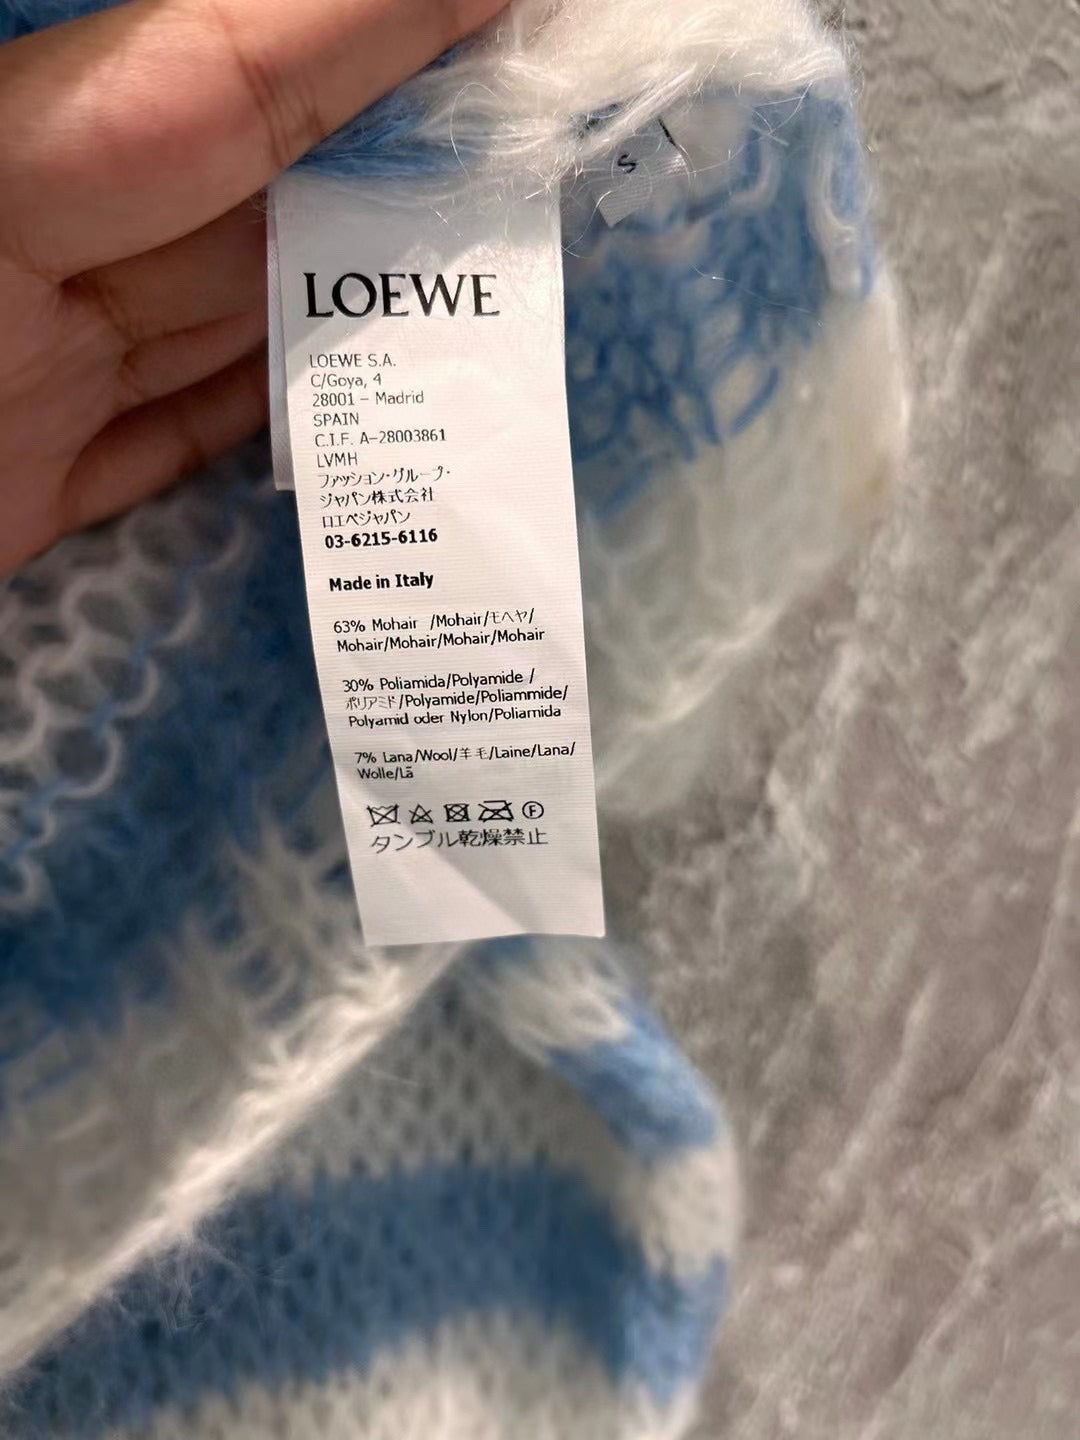 S
LOEWE
LOEWE S.A.
C/Goya, 4
28001 – Madrid
SPAIN
C.I.F. A-28003861
LVMH
ファッション・グループ・
ジャパン株式会社
ロエベジャパン
03-6215-6116
Made in Italy
63% Mohair /Mohair/モヘヤ/
Mohair/Mohair/Mohair/Mohair
30% Poliamida/Polyamide /
ポリアミド/Polyamide/Poliammide/
Polyamid oder Nylon/Poliamida
7% Lana/Wool/羊毛/Laine/Lana/
Wolle/Lã
F
タンブル乾燥禁止